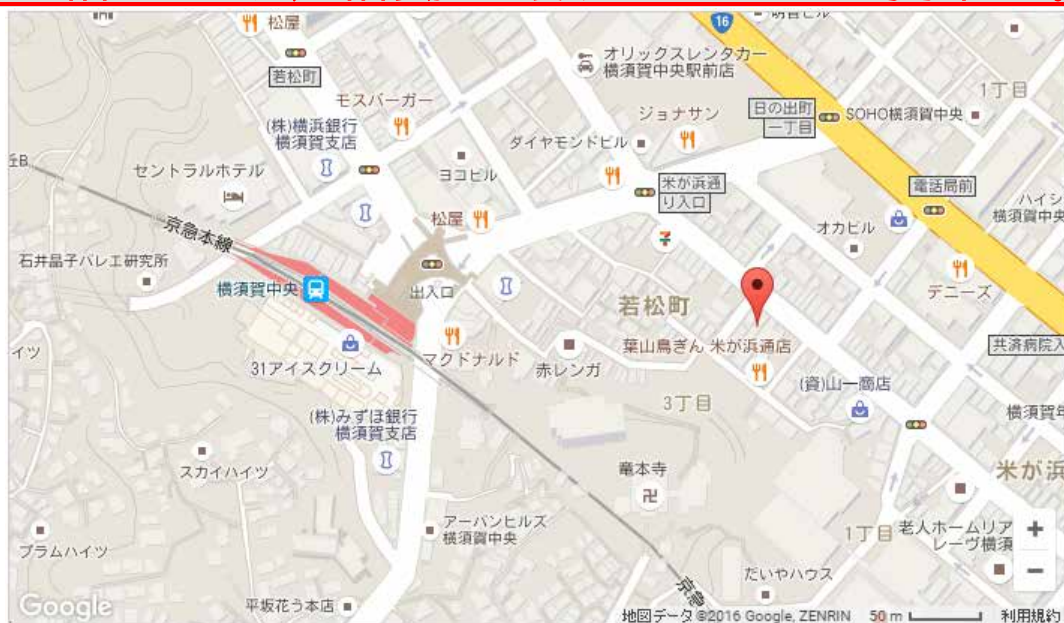 松屋
16
若松町
オリックスレンタカー
横須賀中央駅前店
1丁目
モスバーガー
ジョナサン
日の出町
一丁目
SOHO横須賀中央
(株)横浜銀行
横須賀支店
ダイヤモンドビル
ヨコビル
セントラルホテル
米が浜通
り入口
電話局前
松屋
オカビル
ハイシ
横須賀中央
京急本線
石井晶子バレエ研究所
横須賀中央
出入口
デニーズ
若松町
共済病院入
イツ
31アイスクリーム
マクドナルド
赤レンガ
葉山鳥ぎん 米が浜通店
(資)山一商店
3丁目
(株)みずほ銀行
横須賀支店
横須賀年
スカイハイツ
竜本寺
卍
米が浜
アーバンヒルズ
横須賀中央
1丁目
老人ホームリア
レーヴ横須
プラムハイツ
だいやハウス
京急
Google
平坂花う本店
地図データ ©2016 Google, ZENRIN
50 m
利用規約